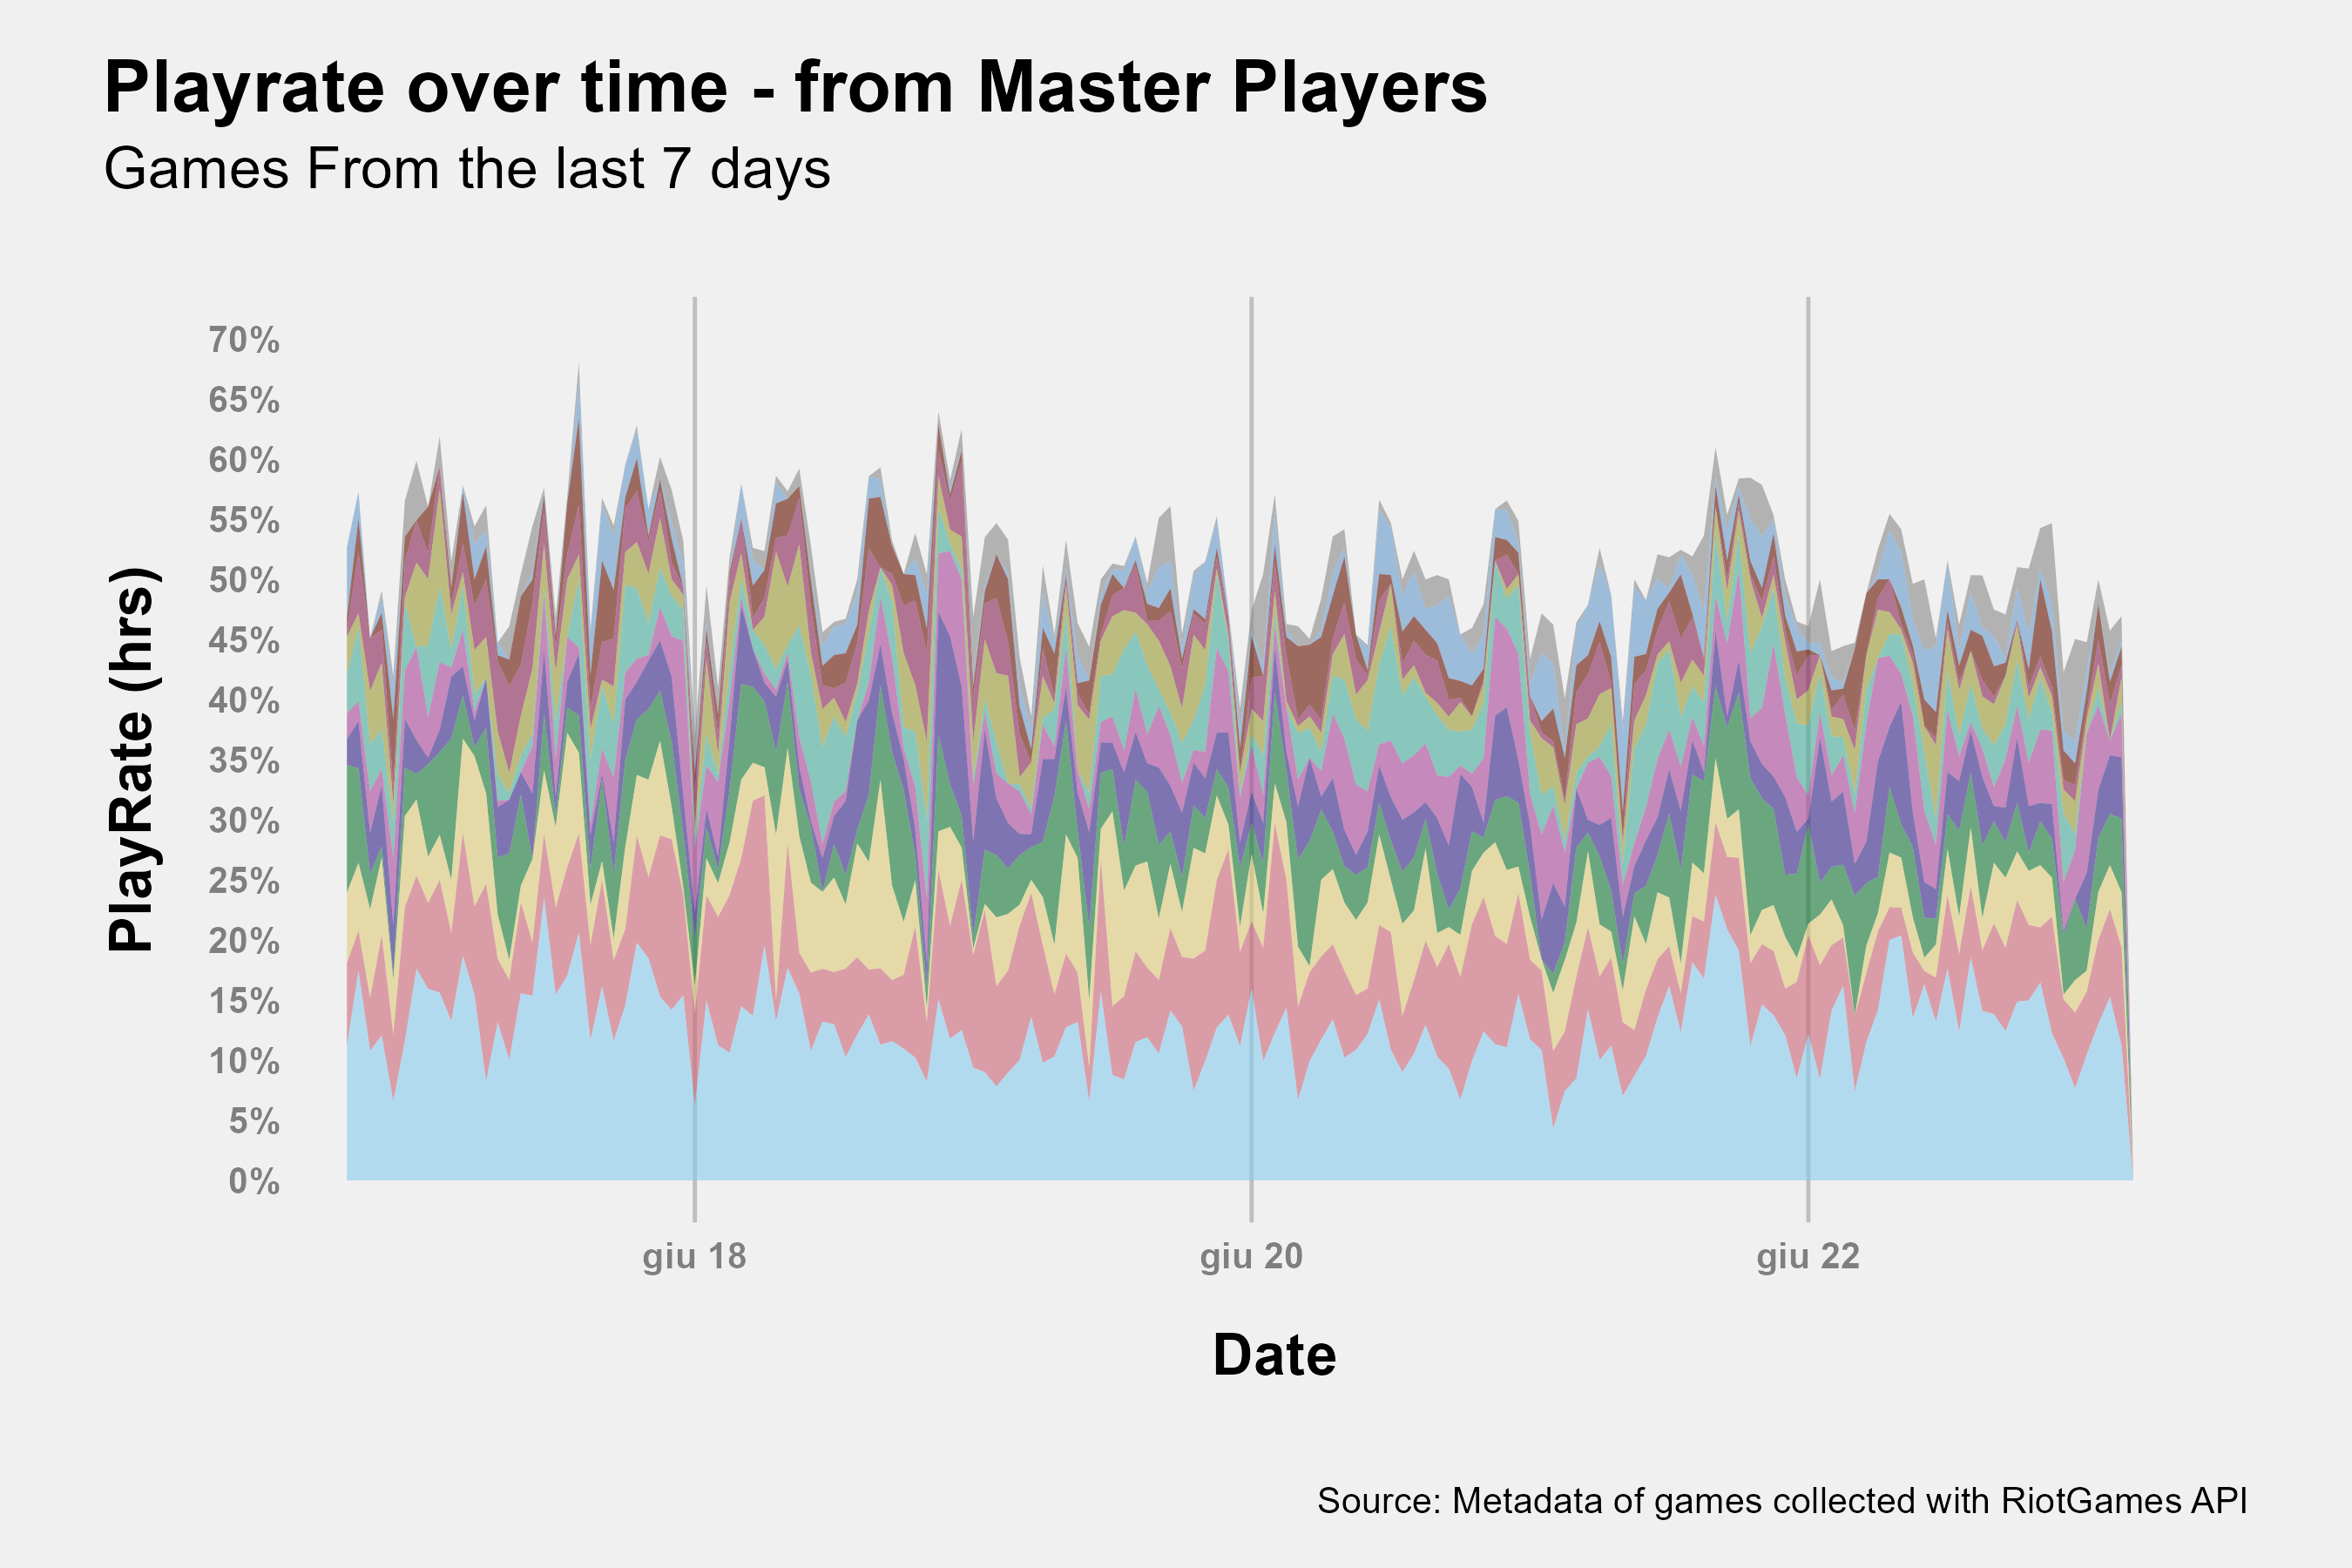 Playrate over time - from Master Players
Games From the last 7 days
PlayRate (hrs)
70%
65%
60%
55%
50%
45%
40%
35%
30%
25%
20%
15%
10%
5%
0%
giu 18
giu 20
giu 22
Date
Source: Metadata of games collected with RiotGames API